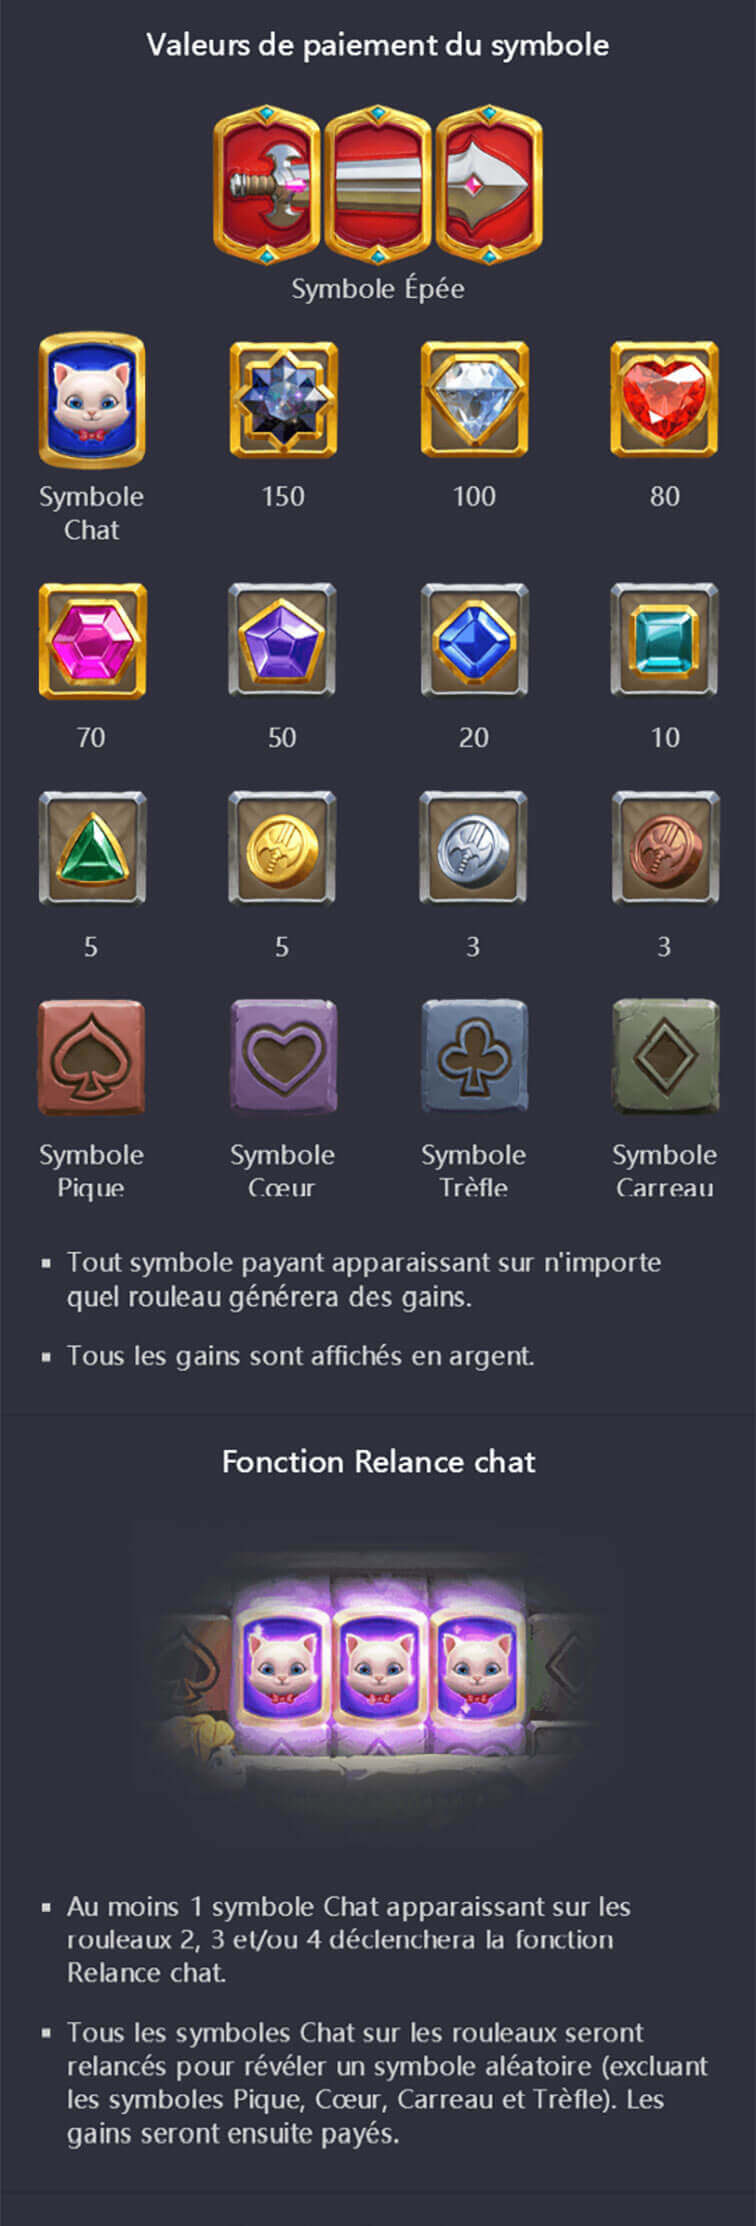 Valeurs de paiement du symbole
Symbole Épée
Symbole
Chat
150
100
80
70
50
20
10
5
5
3
3
Symbole
Pique
Symbole
Cœur
Symbole
Trèfle
Symbole
Carreau
▪ Tout symbole payant apparaissant sur n'importe
quel rouleau générera des gains.
▪ Tous les gains sont affichés en argent.
Fonction Relance chat
▪ Au moins 1 symbole Chat apparaissant sur les
rouleaux 2, 3 et/ou 4 déclenchera la fonction
Relance chat.
▪ Tous les symboles Chat sur les rouleaux seront
relancés pour révéler un symbole aléatoire (excluant
les symboles Pique, Cœur, Carreau et Trèfle). Les
gains seront ensuite payés.